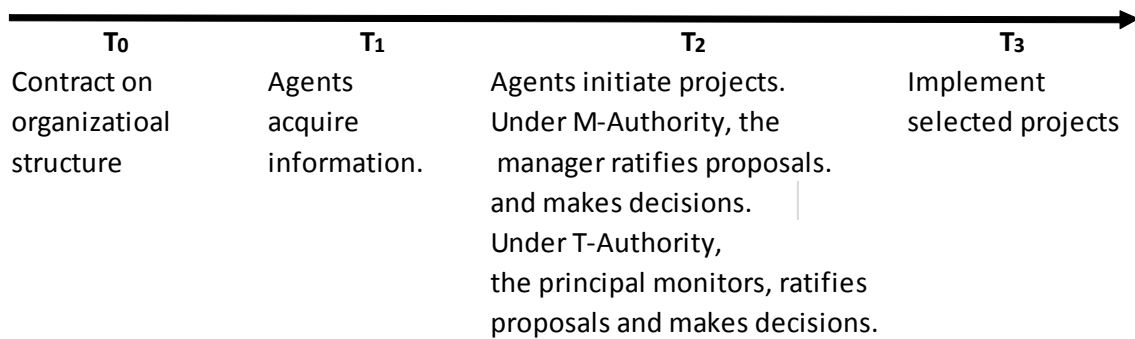 T0 T1 T2 T3
Contract on Agents Agents initiate projects. Implement
organizatioal acquire Under M-Authority, the selected projects
structure information. manager ratifies proposals.
and makes decisions.
Under T-Authority,
the principal monitors, ratifies
proposals and makes decisions.